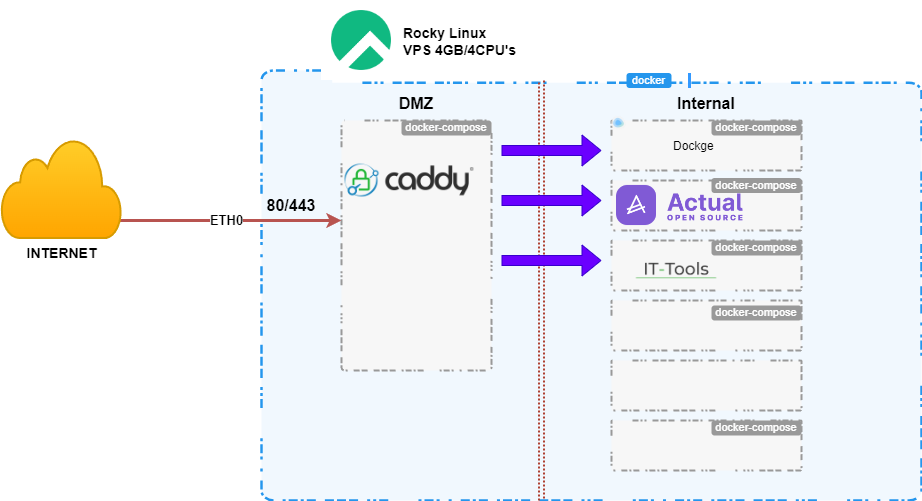 Rocky Linux
VPS 4GB/4CPU's
docker
DMZ
Internal
docker-compose
caddy
docker-compose
Dockge
docker-compose
Actual
OPEN SOURCE
docker-compose
IT-Tools
docker-compose
docker-compose
INTERNET
ETH0
80/443